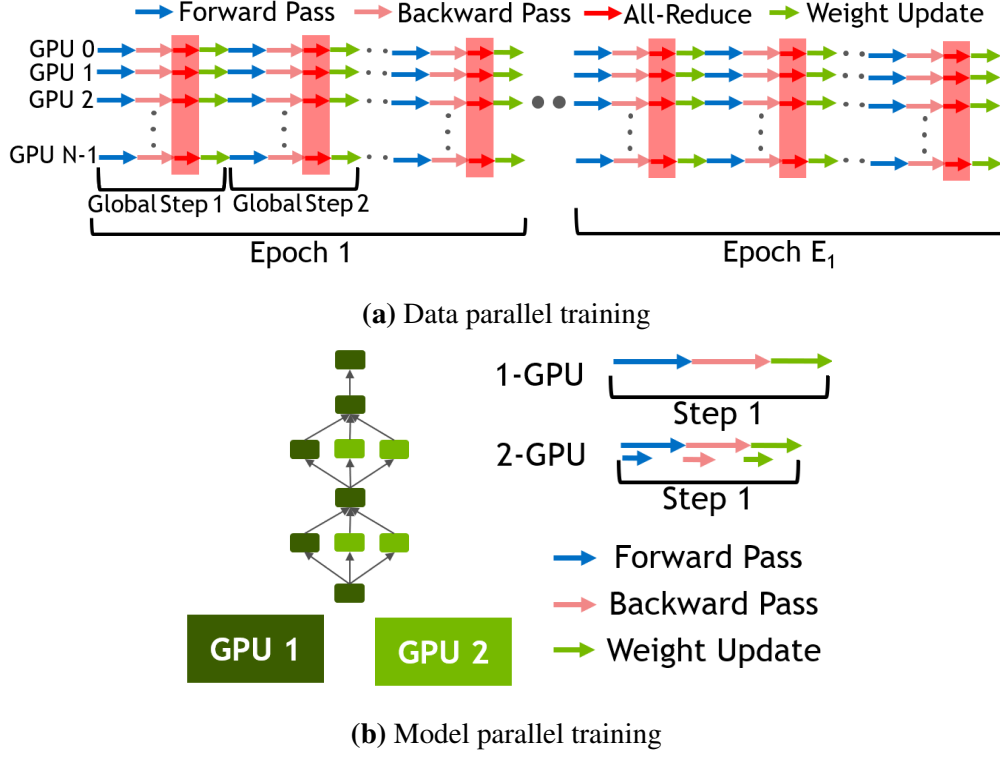 Forward Pass Backward Pass All-Reduce Weight Update
GPU 0
GPU 1
GPU 2
GPU N-1
Global Step 1 Global Step 2
Epoch 1 Epoch E₁
(a) Data parallel training
1-GPU
Step 1
2-GPU
Step 1
Forward Pass
Backward Pass
Weight Update
GPU 1 GPU 2
(b) Model parallel training